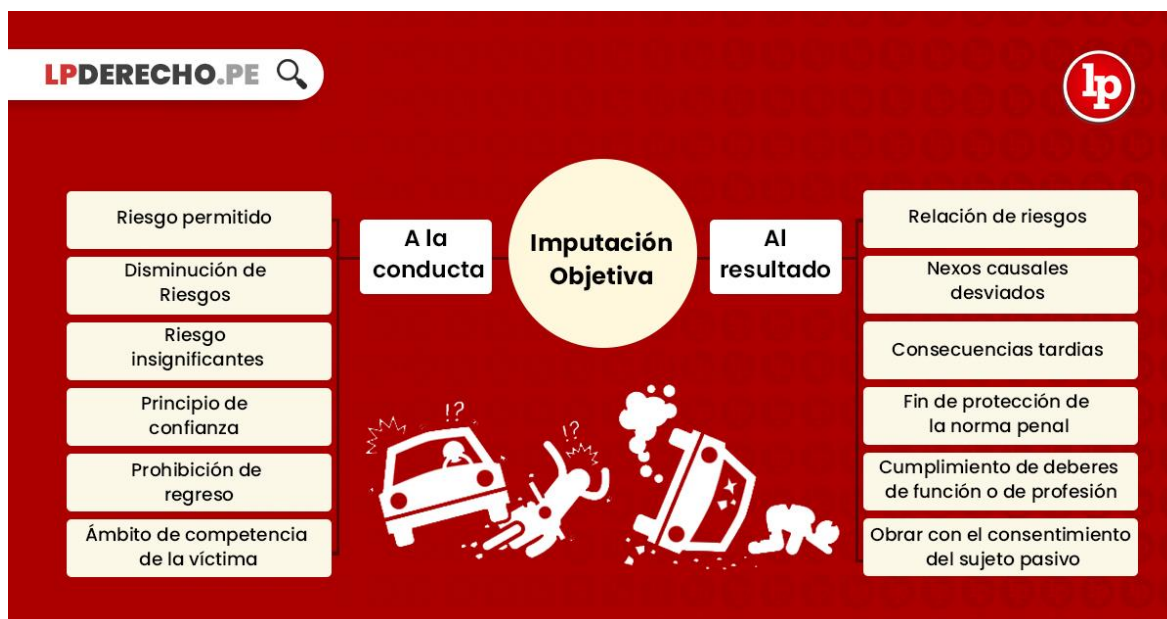 LPDERECHO.PE
lp
Riesgo permitido
Disminución de
Riesgos
Riesgo
insignificantes
Principio de
confianza
Prohibición de
regreso
Ámbito de competencia
de la víctima
A la
conducta
Imputación
Objetiva
Al
resultado
Relación de riesgos
Nexos causales
desviados
Consecuencias tardias
Fin de protección de
la norma penal
Cumplimiento de deberes
de función o de profesión
Obrar con el consentimiento
del sujeto pasivo
!?
!?